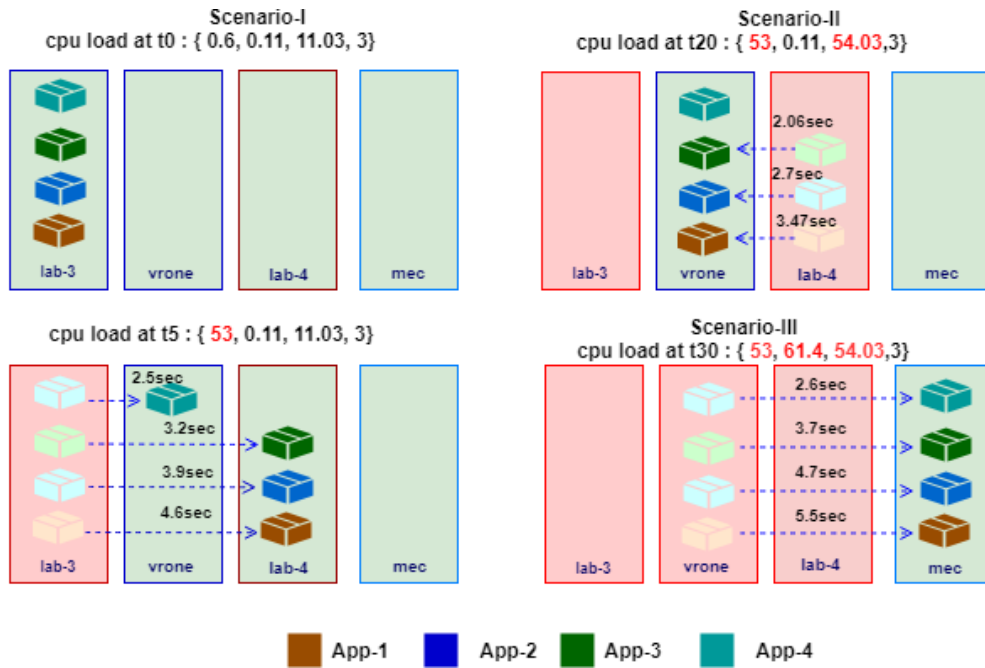 Scenario-I
cpu load at t0 : { 0.6, 0.11, 11.03, 3}
lab-3
vrone
lab-4
mec
cpu load at t5 : { 53, 0.11, 11.03, 3}
2.5sec
3.2sec
3.9sec
4.6sec
lab-3
vrone
lab-4
mec
Scenario-II
cpu load at t20 : { 53, 0.11, 54.03,3}
2.06sec
2.7sec
3.47sec
lab-3
vrone
lab-4
mec
Scenario-III
cpu load at t30 : { 53, 61.4, 54.03,3}
2.6sec
3.7sec
4.7sec
5.5sec
lab-3
vrone
lab-4
mec
App-1
App-2
App-3
App-4